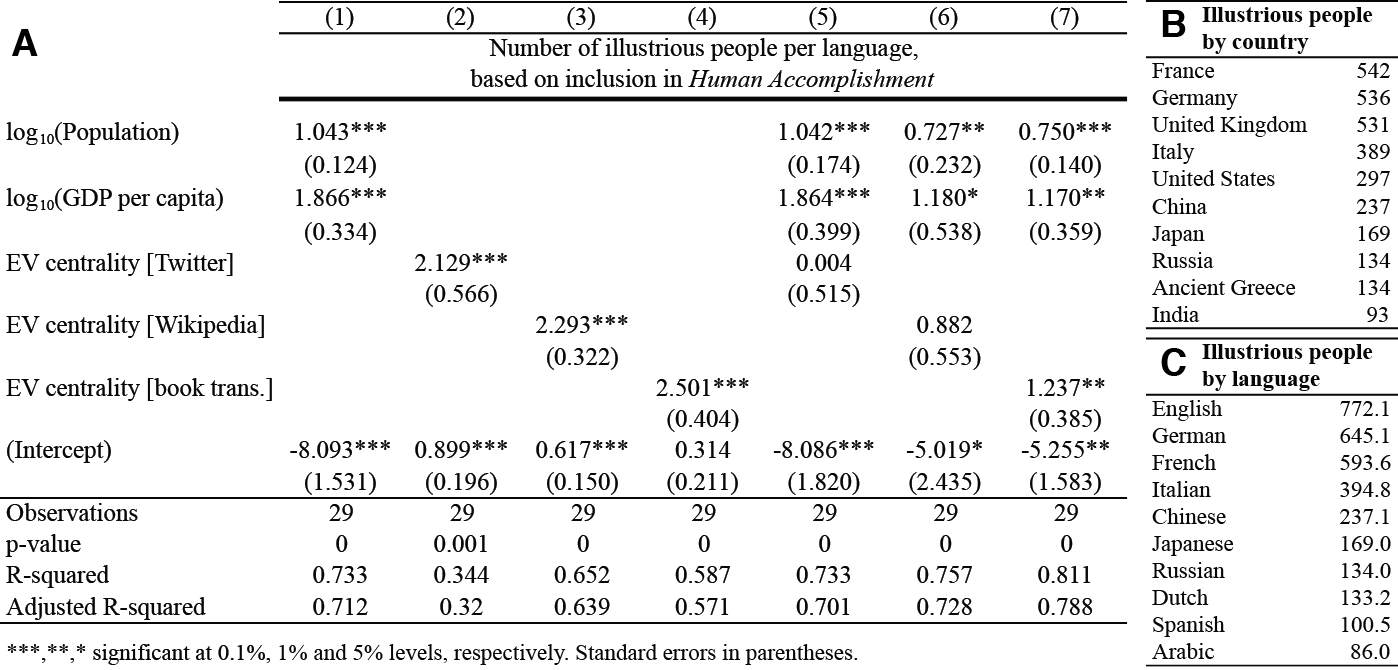 A
(1) (2) (3) (4) (5) (6) (7)
Number of illustrious people per language,
based on inclusion in Human Accomplishment
log₁₀(Population) 1.043*** 1.042*** 0.727** 0.750***
(0.124) (0.174) (0.232) (0.140)
log₁₀(GDP per capita) 1.866*** 1.864*** 1.180* 1.170**
(0.334) (0.399) (0.538) (0.359)
EV centrality [Twitter] 2.129*** 0.004
(0.566) (0.515)
EV centrality [Wikipedia] 2.293*** 0.882
(0.322) (0.553)
EV centrality [book trans.] 2.501*** 1.237**
(0.404) (0.385)
(Intercept) -8.093*** 0.899*** 0.617*** 0.314 -8.086*** -5.019* -5.255**
(1.531) (0.196) (0.150) (0.211) (1.820) (2.435) (1.583)
Observations 29 29 29 29 29 29 29
p-value 0 0.001 0 0 0 0 0
R-squared 0.733 0.344 0.652 0.587 0.733 0.757 0.811
Adjusted R-squared 0.712 0.32 0.639 0.571 0.701 0.728 0.788
***,**,* significant at 0.1%, 1% and 5% levels, respectively. Standard errors in parentheses.
B Illustrious people
by country
France 542
Germany 536
United Kingdom 531
Italy 389
United States 297
China 237
Japan 169
Russia 134
Ancient Greece 134
India 93
C Illustrious people
by language
English 772.1
German 645.1
French 593.6
Italian 394.8
Chinese 237.1
Japanese 169.0
Russian 134.0
Dutch 133.2
Spanish 100.5
Arabic 86.0